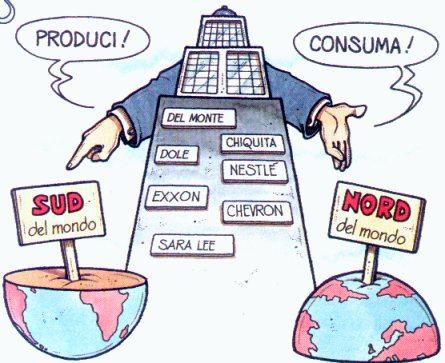 PRODUCI!
CONSUMA!
DEL MONTE
CHIQUITA
DOLE
NESTLÉ
EXXON
CHEVRON
SARA LEE
SUD
del mondo
NORD
del mondo